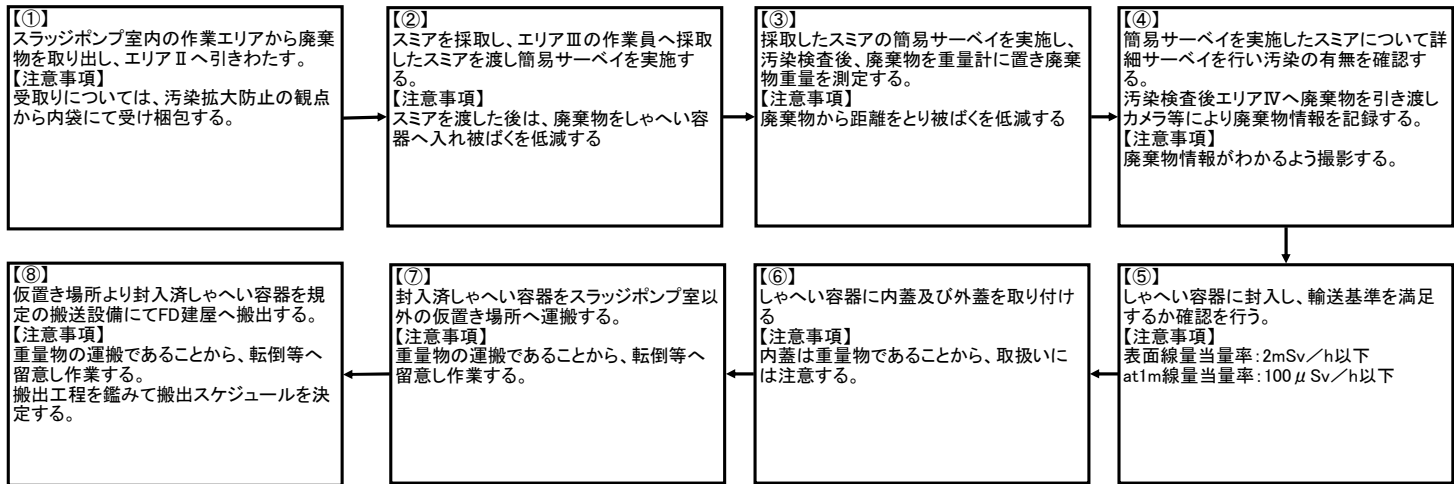 【①】
スラッジポンプ室内の作業エリアから廃棄
物を取り出し、エリアⅡへ引きわたす。
【注意事項】
受取りについては、汚染拡大防止の観点
から内袋にて受け梱包する。
【②】
スミアを採取し、エリアⅢの作業員へ採取
したスミアを渡し簡易サーベイを実施す
る。
【注意事項】
スミアを渡した後は、廃棄物をしゃへい容
器へ入れ被ばくを低減する
【③】
採取したスミアの簡易サーベイを実施し、
汚染検査後、廃棄物を重量計に置き廃棄
物重量を測定する。
【注意事項】
廃棄物から距離をとり被ばくを低減する
【④】
簡易サーベイを実施したスミアについて詳
細サーベイを行い汚染の有無を確認す
る。
汚染検査後エリアⅣへ廃棄物を引き渡し
カメラ等により廃棄物情報を記録する。
【注意事項】
廃棄物情報がわかるよう撮影する。
【⑤】
しゃへい容器に封入し、輸送基準を満足
するか確認を行う。
【注意事項】
表面線量当量率：2mSv／h以下
at1m線量当量率：100μSv／h以下
【⑥】
しゃへい容器に内蓋及び外蓋を取り付け
る
【注意事項】
内蓋は重量物であることから、取扱いに
は注意する。
【⑦】
封入済しゃへい容器をスラッジポンプ室以
外の仮置き場所へ運搬する。
【注意事項】
重量物の運搬であることから、転倒等へ
留意し作業する。
【⑧】
仮置き場所より封入済しゃへい容器を規
定の搬送設備にてFD建屋へ搬出する。
【注意事項】
重量物の運搬であることから、転倒等へ
留意し作業する。
搬出工程を鑑みて搬出スケジュールを決
定する。